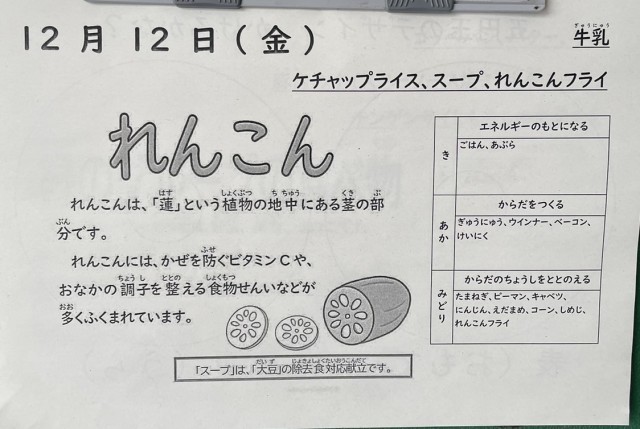 12月12日(金)
牛乳
ケチャップライス、スープ、れんこんフライ
れんこん
れんこんは、「蓮」という植物の地中にある茎の部
分です。
れんこんには、かぜを防ぐビタミンCや、
おなかの調子を整える食物せんいなどが
多くふくまれています。
「スープ」は、「大豆」の除去食対応献立です。
き
エネルギーのもとになる
ごはん、あぶら
あか
からだをつくる
ぎゅうにゅう、ウインナー、ベーコン、
けいにく
みどり
からだのちょうしをととのえる
たまねぎ、ピーマン、キャベツ、
にんじん、えだまめ、コーン、しめじ、
れんこんフライ